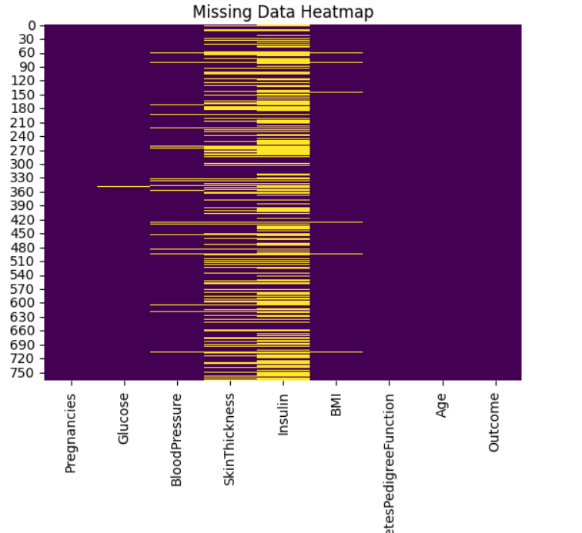 Missing Data Heatmap
0
30
60
90
120
150
180
210
240
270
300
330
360
390
420
450
480
510
540
570
600
630
660
690
720
750
Pregnancies
Glucose
BloodPressure
SkinThickness
Insulin
BMI
etesPedigreeFunction
Age
Outcome